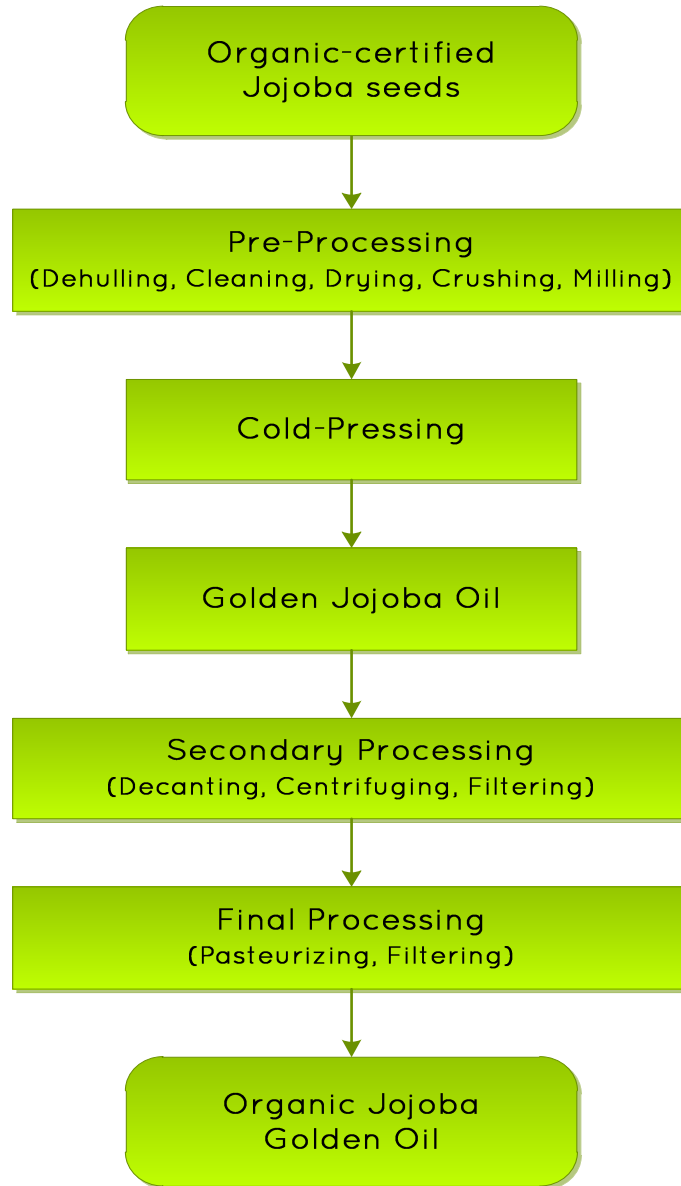 Organic-certified
Jojoba seeds
Pre-Processing
(Dehulling, Cleaning, Drying, Crushing, Milling)
Cold-Pressing
Golden Jojoba Oil
Secondary Processing
(Decanting, Centrifuging, Filtering)
Final Processing
(Pasteurizing, Filtering)
Organic Jojoba
Golden Oil